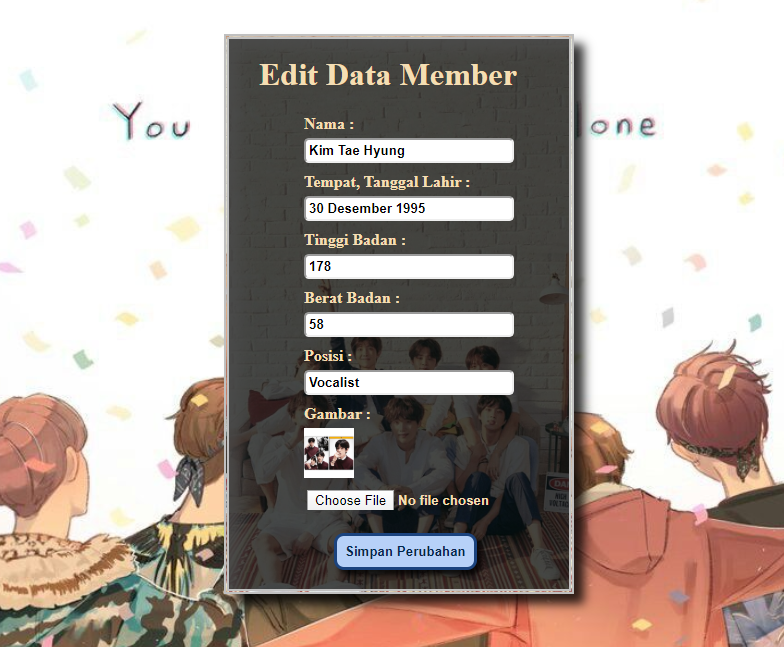 Edit Data Member
You lone
Nama :
Kim Tae Hyung
Tempat, Tanggal Lahir :
30 Desember 1995
Tinggi Badan :
178
Berat Badan :
58
Posisi :
Vocalist
Gambar :
Choose File No file chosen
Simpan Perubahan